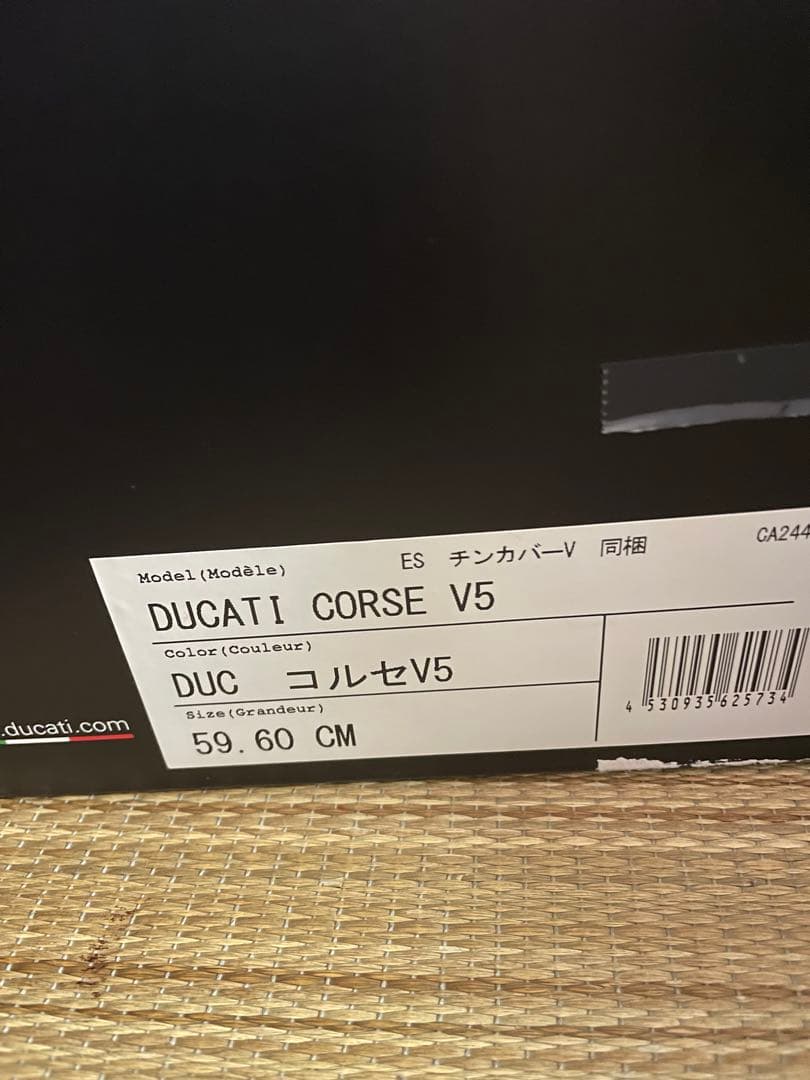 Model(Modèle)
ES チンカバーV 同梱
CA244
DUCATI CORSE V5
Color(Couleur)
DUC コルセV5
Size(Grandeur)
59.60 CM
4 530935 625734
.ducati.com